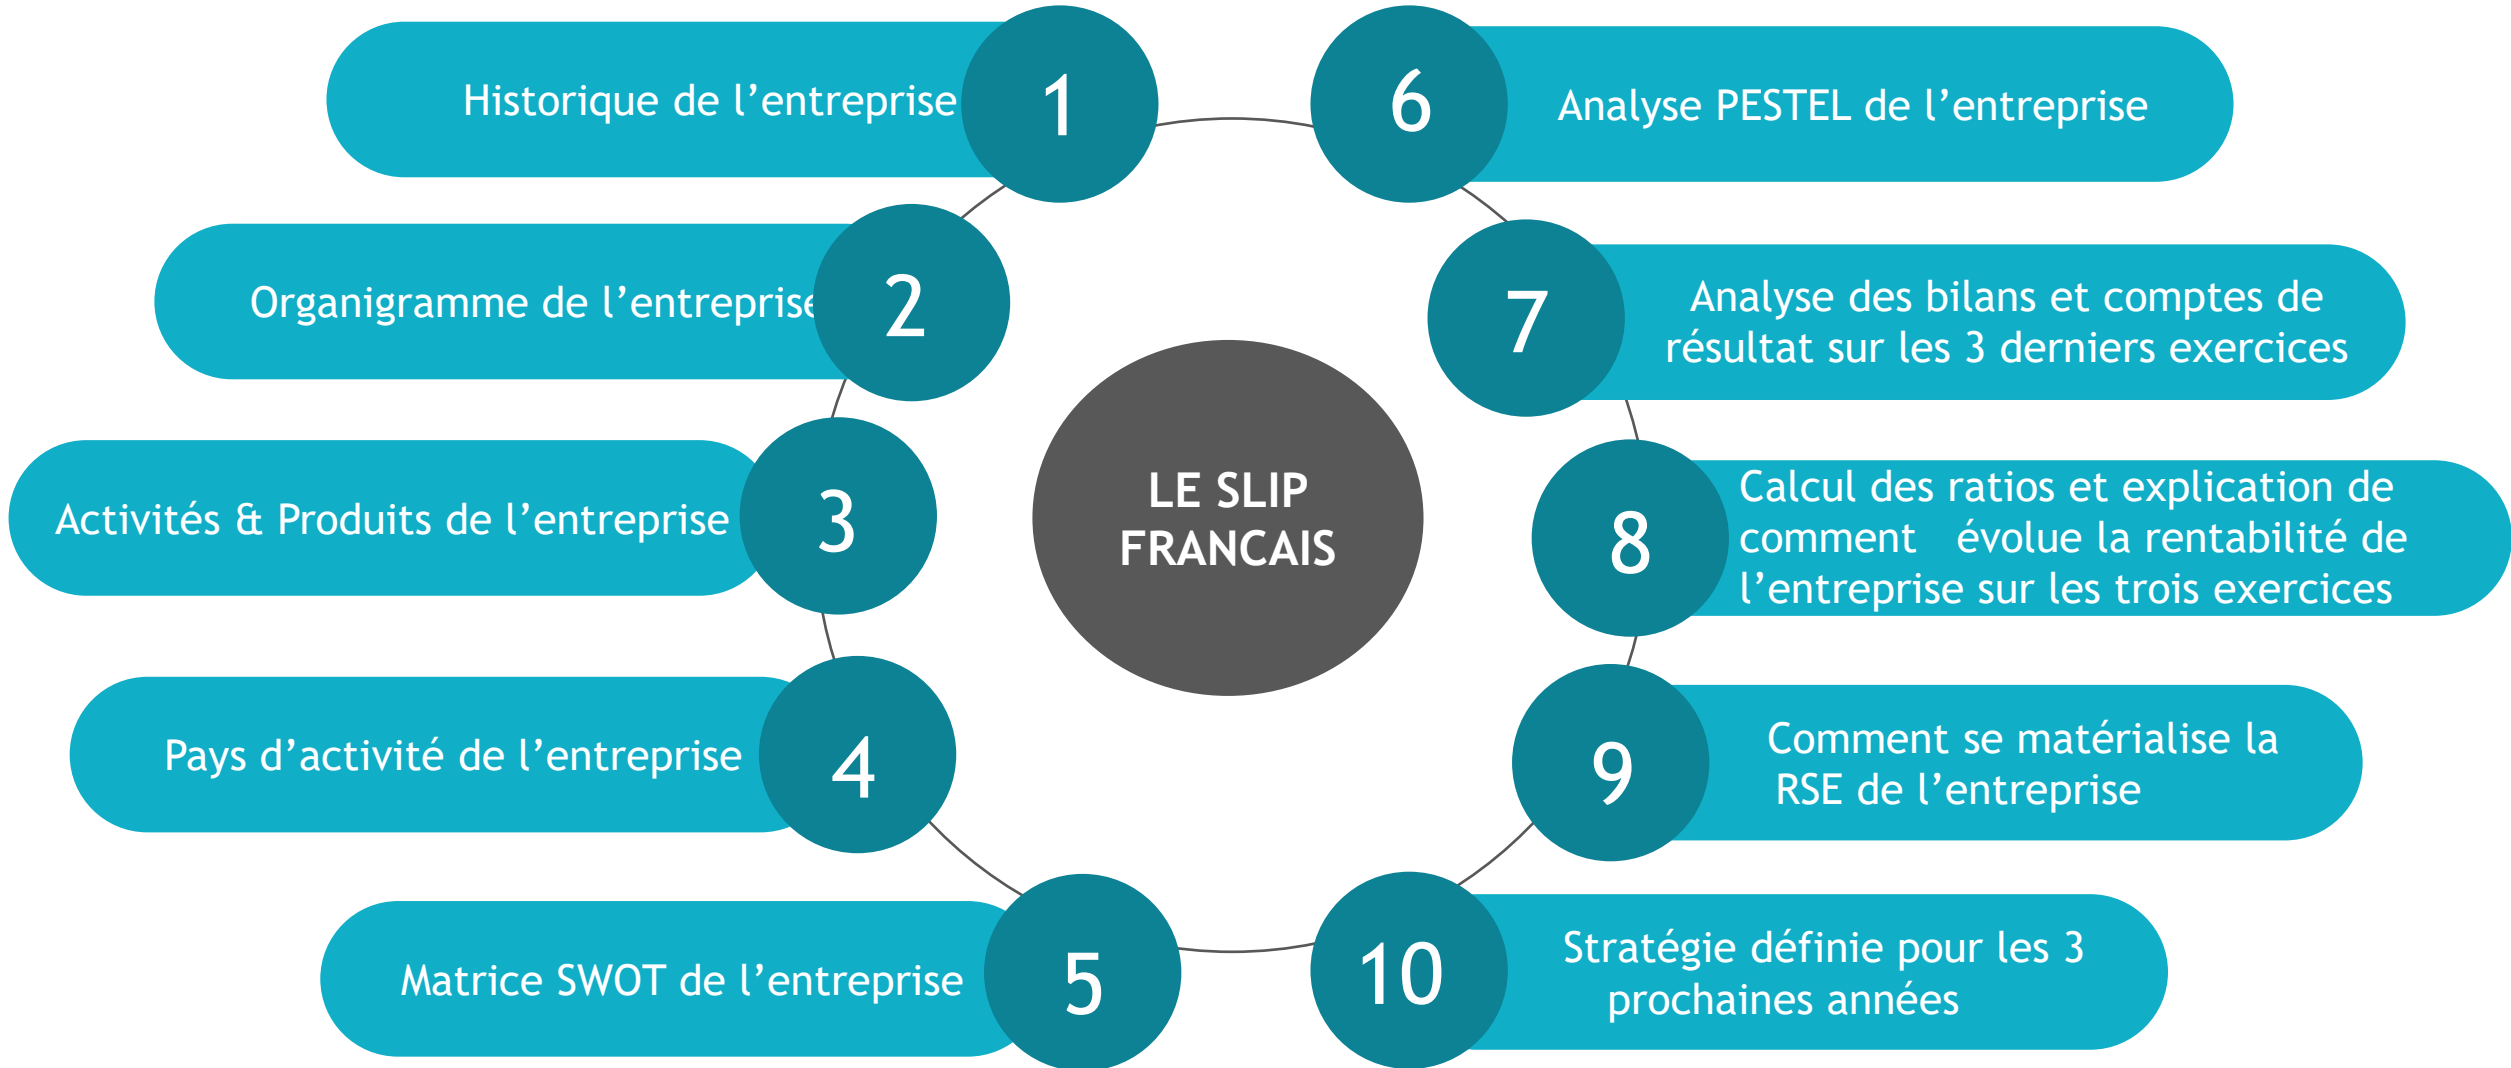 1
Historique de l’entreprise
2
Organigramme de l’entreprise
3
Activités & Produits de l’entreprise
4
Pays d’activité de l’entreprise
5
Matrice SWOT de l’entreprise
LE SLIP
FRANCAIS
6
Analyse PESTEL de l’entreprise
7
Analyse des bilans et comptes de
résultat sur les 3 derniers exercices
8
Calcul des ratios et explication de
comment évolue la rentabilité de
l’entreprise sur les trois exercices
9
Comment se matérialise la
RSE de l’entreprise
10
Stratégie définie pour les 3
prochaines années